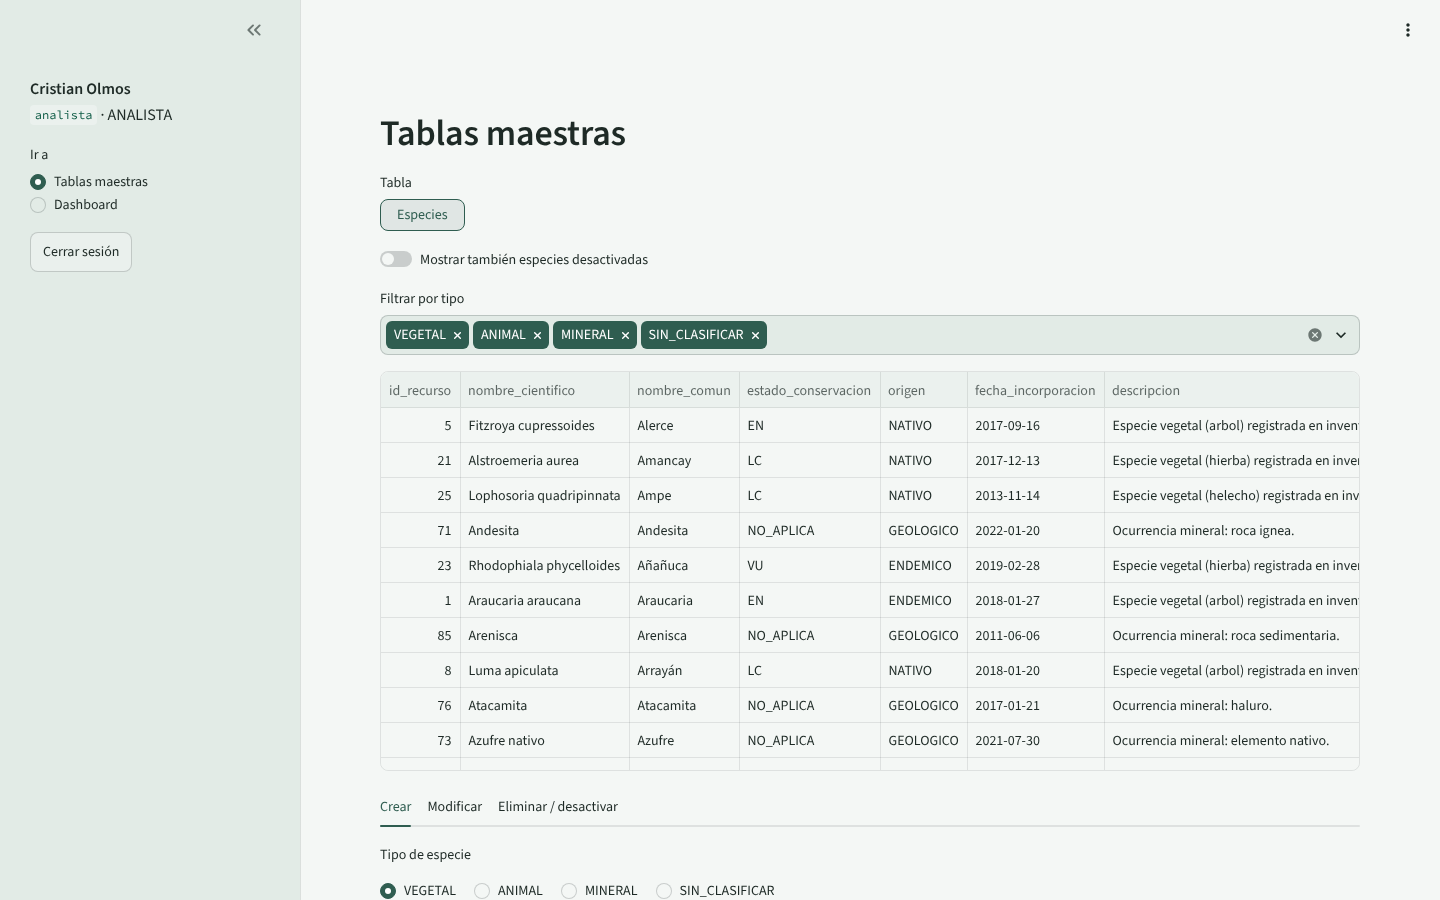 Cristian Olmos
analista · ANALISTA
Ir a
Tablas maestras
Dashboard
Cerrar sesión
Tablas maestras
Tabla
Especies
Mostrar también especies desactivadas
Filtrar por tipo
VEGETAL ANIMAL MINERAL SIN_CLASIFICAR
id_recurso nombre_cientifico nombre_comun estado_conservacion origen fecha_incorporacion descripcion
5 Fitzroya cupressoides Alerce EN NATIVO 2017-09-16 Especie vegetal (arbol) registrada en
21 Alstroemeria aurea Amancay LC NATIVO 2017-12-13 Especie vegetal (hierba) registrada en
25 Lophosoria quadripinnata Ampe LC NATIVO 2013-11-14 Especie vegetal (helecho) registrada en
71 Andesita Andesita NO_APLICA GEOLOGICO 2022-01-20 Ocurrencia mineral: roca ignea.
23 Rhodophiala phycelloides Añañuca VU ENDEMICO 2019-02-28 Especie vegetal (hierba) registrada en
1 Araucaria araucana Araucaria EN ENDEMICO 2018-01-27 Especie vegetal (arbol) registrada en
85 Arenisca Arenisca NO_APLICA GEOLOGICO 2011-06-06 Ocurrencia mineral: roca sedimentaria.
8 Luma apiculata Arrayán LC NATIVO 2018-01-20 Especie vegetal (arbol) registrada en
76 Atacamita Atacamita NO_APLICA GEOLOGICO 2017-01-21 Ocurrencia mineral: haluro.
73 Azufre nativo Azufre NO_APLICA GEOLOGICO 2021-07-30 Ocurrencia mineral: elemento nativo.
Crear Modificar Eliminar / desactivar
Tipo de especie
VEGETAL ANIMAL MINERAL SIN_CLASIFICAR